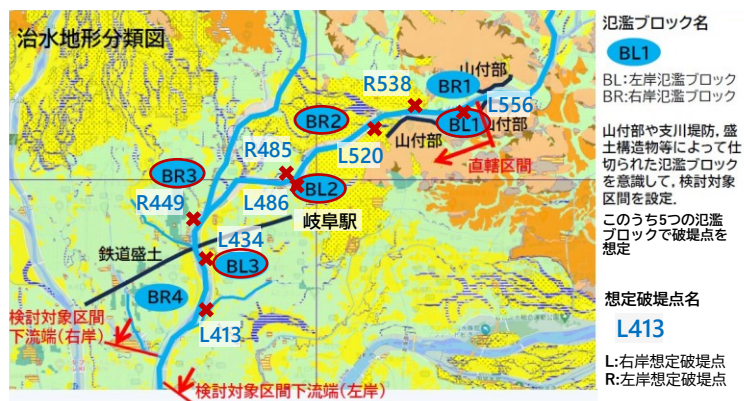 治水地形分類図
山付部
BR1
R538
L556
BR2
BL1
山付部
山付部
R485
L520
直轄区間
BR3
BL2
R449
L486
岐阜駅
L434
鉄道盛土
BL3
BR4
検討対象区間
下流端(右岸)
L413
検討対象区間下流端(左岸)
氾濫ブロック名
BL1
BL:左岸氾濫ブロック
BR:右岸氾濫ブロック
山付部や支川堤防，盛
土構造物等によって仕
切られた氾濫ブロック
を意識して，検討対象
区間を設定．
このうち5つの氾濫
ブロックで破堤点を
想定
想定破堤点名
L413
L:右岸想定破堤点
R:左岸想定破堤点